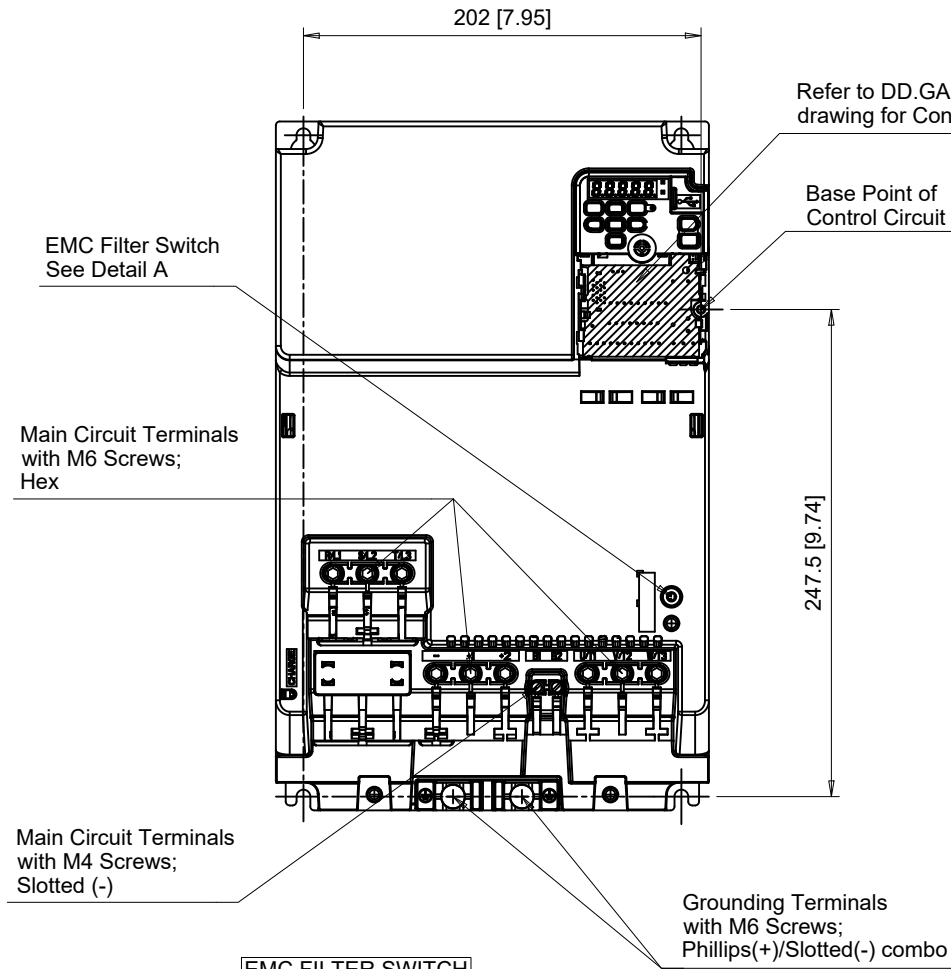 202 [7.95]
Refer to DD.GA
drawing for Con
Base Point of
Control Circuit
EMC Filter Switch
See Detail A
Main Circuit Terminals
with M6 Screws;
Hex
247.5 [9.74]
R/L1 S/L2 T/L3
- +1 +2 B1 B2 U/T1 V/T2 W/T3
CHARGE
Main Circuit Terminals
with M4 Screws;
Slotted (-)
Grounding Terminals
with M6 Screws;
Phillips(+)/Slotted(-) combo
EMC FILTER SWITCH